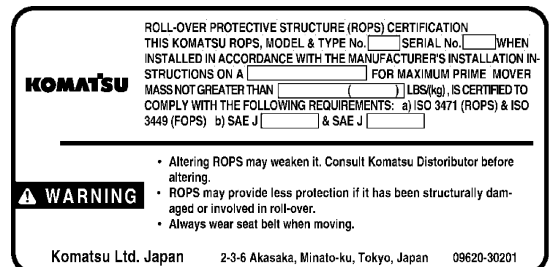 ROLL-OVER PROTECTIVE STRUCTURE (ROPS) CERTIFICATION
THIS KOMATSU ROPS, MODEL & TYPE No. SERIAL No. WHEN
INSTALLED IN ACCORDANCE WITH THE MANUFACTURER'S INSTALLATION IN-
STRUCTIONS ON A FOR MAXIMUM PRIME MOVER
MASS NOT GREATER THAN ( ) LBS/(kg), IS CERTIFIED TO
COMPLY WITH THE FOLLOWING REQUIREMENTS: a) ISO 3471 (ROPS) & ISO
3449 (FOPS) b) SAE J & SAE J
KOMATSU
WARNING
• Altering ROPS may weaken it. Consult Komatsu Distoributor before
altering.
• ROPS may provide less protection if it has been structurally dam-
aged or involved in roll-over.
• Always wear seat belt when moving.
Komatsu Ltd. Japan 2-3-6 Akasaka, Minato-ku, Tokyo, Japan 09620-30201